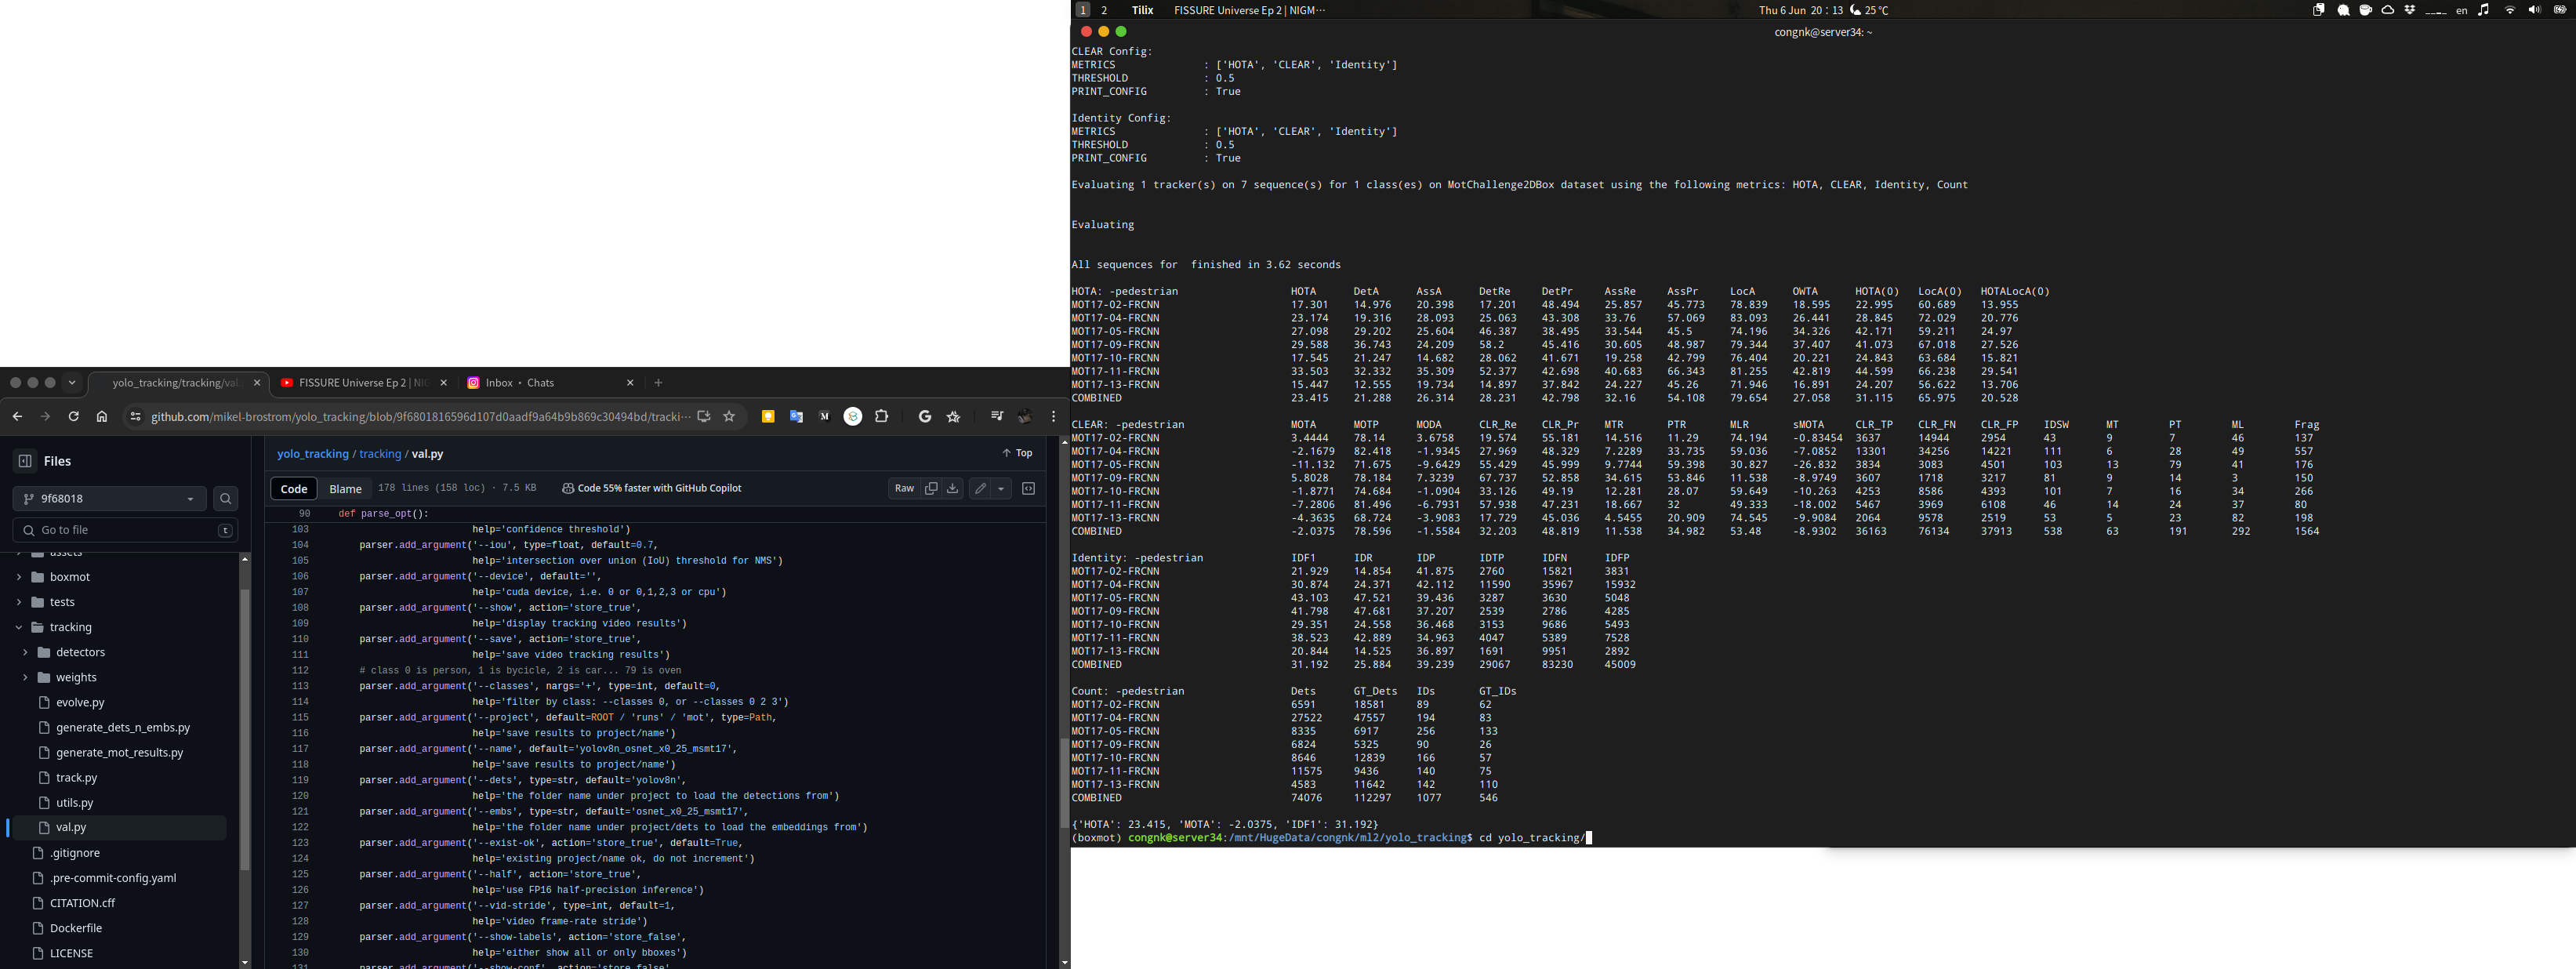 1 2 Tilix FISSURE Universe Ep 2 | NIGM··· Thu 6 Jun 20 : 13 25 °C en
congnk@server34: ~
CLEAR Config:
METRICS : ['HOTA', 'CLEAR', 'Identity']
THRESHOLD : 0.5
PRINT_CONFIG : True
Identity Config:
METRICS : ['HOTA', 'CLEAR', 'Identity']
THRESHOLD : 0.5
PRINT_CONFIG : True
Evaluating 1 tracker(s) on 7 sequence(s) for 1 class(es) on MotChallenge2DBox dataset using the following metrics: HOTA, CLEAR, Identity, Count
Evaluating
All sequences for  finished in 3.62 seconds
HOTA: -pedestrian HOTA DetA AssA DetRe DetPr AssRe AssPr LocA OWTA HOTA(0) LocA(0) HOTALocA(0)
MOT17-02-FRCNN 17.301 14.976 20.398 17.201 48.494 25.857 45.773 78.839 18.595 22.995 60.689 13.955
MOT17-04-FRCNN 23.174 19.316 28.093 25.063 43.308 33.76 57.069 83.093 26.441 28.845 72.029 20.776
MOT17-05-FRCNN 27.098 29.202 25.604 46.387 38.495 33.544 45.5 74.196 34.326 42.171 59.211 24.97
MOT17-09-FRCNN 29.588 36.743 24.209 58.2 45.416 30.605 48.987 79.344 37.407 41.073 67.018 27.526
MOT17-10-FRCNN 17.545 21.247 14.682 28.062 41.671 19.258 42.799 76.404 20.221 24.843 63.684 15.821
MOT17-11-FRCNN 33.503 32.332 35.309 52.377 42.698 40.683 66.343 81.255 42.819 44.599 66.238 29.541
MOT17-13-FRCNN 15.447 12.555 19.734 14.897 37.842 24.227 45.26 71.946 16.891 24.207 56.622 13.706
COMBINED 23.415 21.288 26.314 28.231 42.798 32.16 54.108 79.654 27.058 31.115 65.975 20.528
CLEAR: -pedestrian MOTA MOTP MODA CLR_Re CLR_Pr MTR PTR MLR sMOTA CLR_TP CLR_FN CLR_FP IDSW MT PT ML Frag
MOT17-02-FRCNN 3.4444 78.14 3.6758 19.574 55.181 14.516 11.29 74.194 -0.83454 3637 14944 2954 43 9 7 46 137
MOT17-04-FRCNN -2.1679 82.418 -1.9345 27.969 48.329 7.2289 33.735 59.036 -7.0852 13301 34256 14221 111 6 28 49 557
MOT17-05-FRCNN -11.132 71.675 -9.6429 55.429 45.999 9.7744 59.398 30.827 -26.832 3834 3083 4501 103 13 79 41 176
MOT17-09-FRCNN 5.8028 78.184 7.3239 67.737 52.858 34.615 53.846 11.538 -8.9749 3607 1718 3217 81 9 14 3 150
MOT17-10-FRCNN -1.8771 74.684 -1.0904 33.126 49.19 12.281 28.07 59.649 -10.263 4253 8586 4393 101 7 16 34 266
MOT17-11-FRCNN -7.2806 81.496 -6.7931 57.938 47.231 18.667 32 49.333 -18.002 5467 3969 6108 46 14 24 37 80
MOT17-13-FRCNN -4.3635 68.724 -3.9083 17.729 45.036 4.5455 20.909 74.545 -9.9084 2064 9578 2519 53 5 23 82 198
COMBINED -2.0375 78.596 -1.5584 32.203 48.819 11.538 34.982 53.48 -8.9302 36163 76134 37913 538 63 191 292 1564
Identity: -pedestrian IDF1 IDR IDP IDTP IDFN IDFP
MOT17-02-FRCNN 21.929 14.854 41.875 2760 15821 3831
MOT17-04-FRCNN 30.874 24.371 42.112 11590 35967 15932
MOT17-05-FRCNN 43.103 47.521 39.436 3287 3630 5048
MOT17-09-FRCNN 41.798 47.681 37.207 2539 2786 4285
MOT17-10-FRCNN 29.351 24.558 36.468 3153 9686 5493
MOT17-11-FRCNN 38.523 42.889 34.963 4047 5389 7528
MOT17-13-FRCNN 20.844 14.525 36.897 1691 9951 2892
COMBINED 31.192 25.884 39.239 29067 83230 45009
Count: -pedestrian Dets GT_Dets IDs GT_IDs
MOT17-02-FRCNN 6591 18581 89 62
MOT17-04-FRCNN 27522 47557 194 83
MOT17-05-FRCNN 8335 6917 256 133
MOT17-09-FRCNN 6824 5325 90 26
MOT17-10-FRCNN 8646 12839 166 57
MOT17-11-FRCNN 11575 9436 140 75
MOT17-13-FRCNN 4583 11642 142 110
COMBINED 74076 112297 1077 546
{'HOTA': 23.415, 'MOTA': -2.0375, 'IDF1': 31.192}
(boxmot) congnk@server34:/mnt/HugeData/congnk/ml2/yolo_tracking$ cd yolo_tracking/
yolo_tracking/tracking/val. FISSURE Universe Ep 2 | NIG Inbox • Chats
github.com/mikel-brostrom/yolo_tracking/blob/9f6801816596d107d0aadf9a64b9b869c30494bd/tracki···
Files
9f68018
Go to file t
assets
boxmot
tests
tracking
detectors
weights
evolve.py
generate_dets_n_embs.py
generate_mot_results.py
track.py
utils.py
val.py
.gitignore
.pre-commit-config.yaml
CITATION.cff
Dockerfile
LICENSE
yolo_tracking / tracking / val.py Top
Code Blame 178 lines (158 loc) · 7.5 KB Code 55% faster with GitHub Copilot Raw
90 def parse_opt():
103 help='confidence threshold')
104 parser.add_argument('--iou', type=float, default=0.7,
105 help='intersection over union (IoU) threshold for NMS')
106 parser.add_argument('--device', default='',
107 help='cuda device, i.e. 0 or 0,1,2,3 or cpu')
108 parser.add_argument('--show', action='store_true',
109 help='display tracking video results')
110 parser.add_argument('--save', action='store_true',
111 help='save video tracking results')
112 # class 0 is person, 1 is bycicle, 2 is car... 79 is oven
113 parser.add_argument('--classes', nargs='+', type=int, default=0,
114 help='filter by class: --classes 0, or --classes 0 2 3')
115 parser.add_argument('--project', default=ROOT / 'runs' / 'mot', type=Path,
116 help='save results to project/name')
117 parser.add_argument('--name', default='yolov8n_osnet_x0_25_msmt17',
118 help='save results to project/name')
119 parser.add_argument('--dets', type=str, default='yolov8n',
120 help='the folder name under project to load the detections from')
121 parser.add_argument('--embs', type=str, default='osnet_x0_25_msmt17',
122 help='the folder name under project/dets to load the embeddings from')
123 parser.add_argument('--exist-ok', action='store_true', default=True,
124 help='existing project/name ok, do not increment')
125 parser.add_argument('--half', action='store_true',
126 help='use FP16 half-precision inference')
127 parser.add_argument('--vid-stride', type=int, default=1,
128 help='video frame-rate stride')
129 parser.add_argument('--show-labels', action='store_false',
130 help='either show all or only bboxes')
131 parser.add_argument('--show-conf', action='store_false',